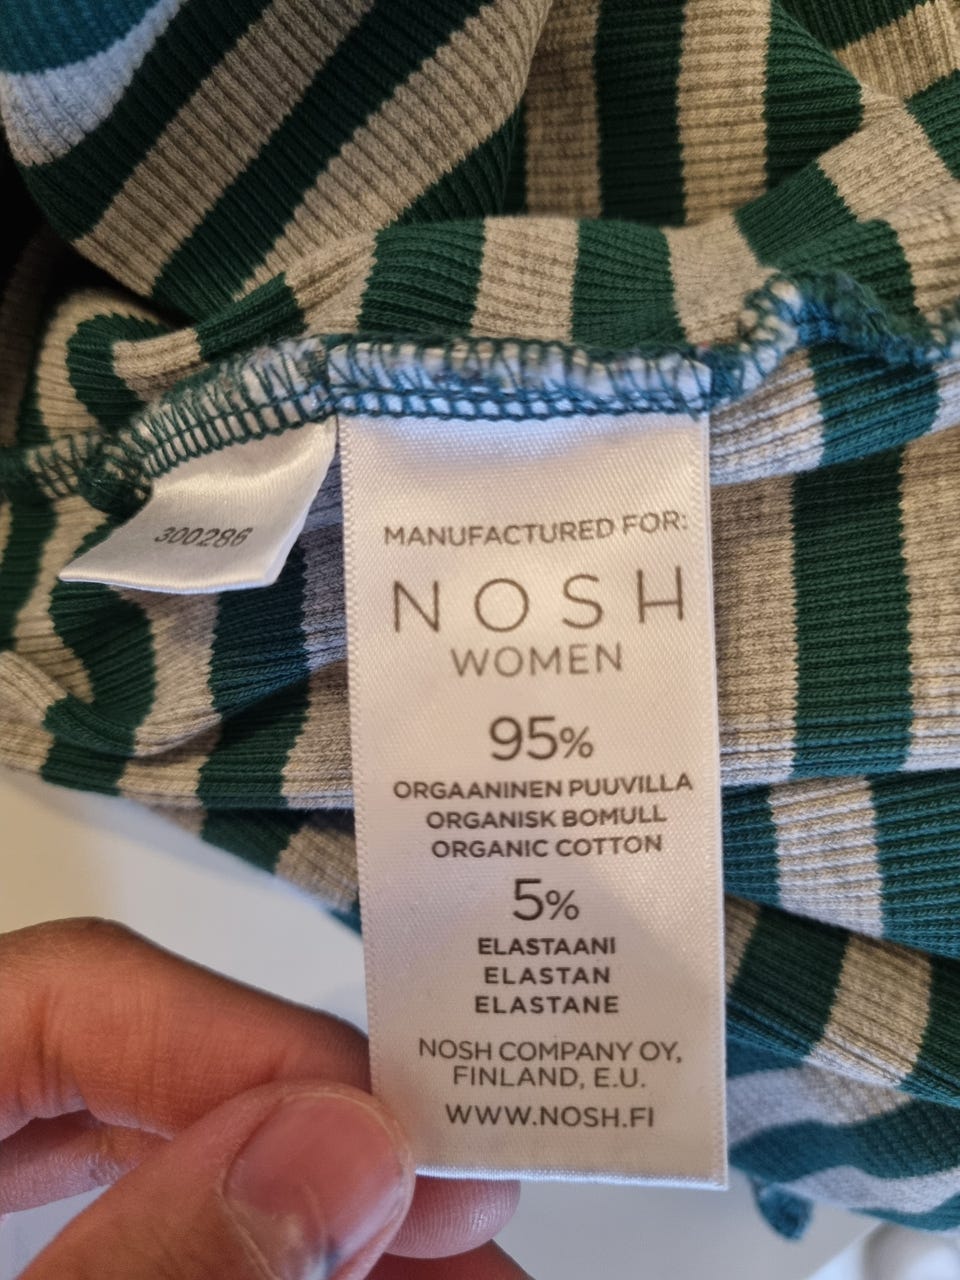 300286
MANUFACTURED FOR:
NOSH
WOMEN
95%
ORGAANINEN PUUVILLA
ORGANISK BOMULL
ORGANIC COTTON
5%
ELASTAANI
ELASTAN
ELASTANE
NOSH COMPANY OY,
FINLAND, E.U.
WWW.NOSH.FI